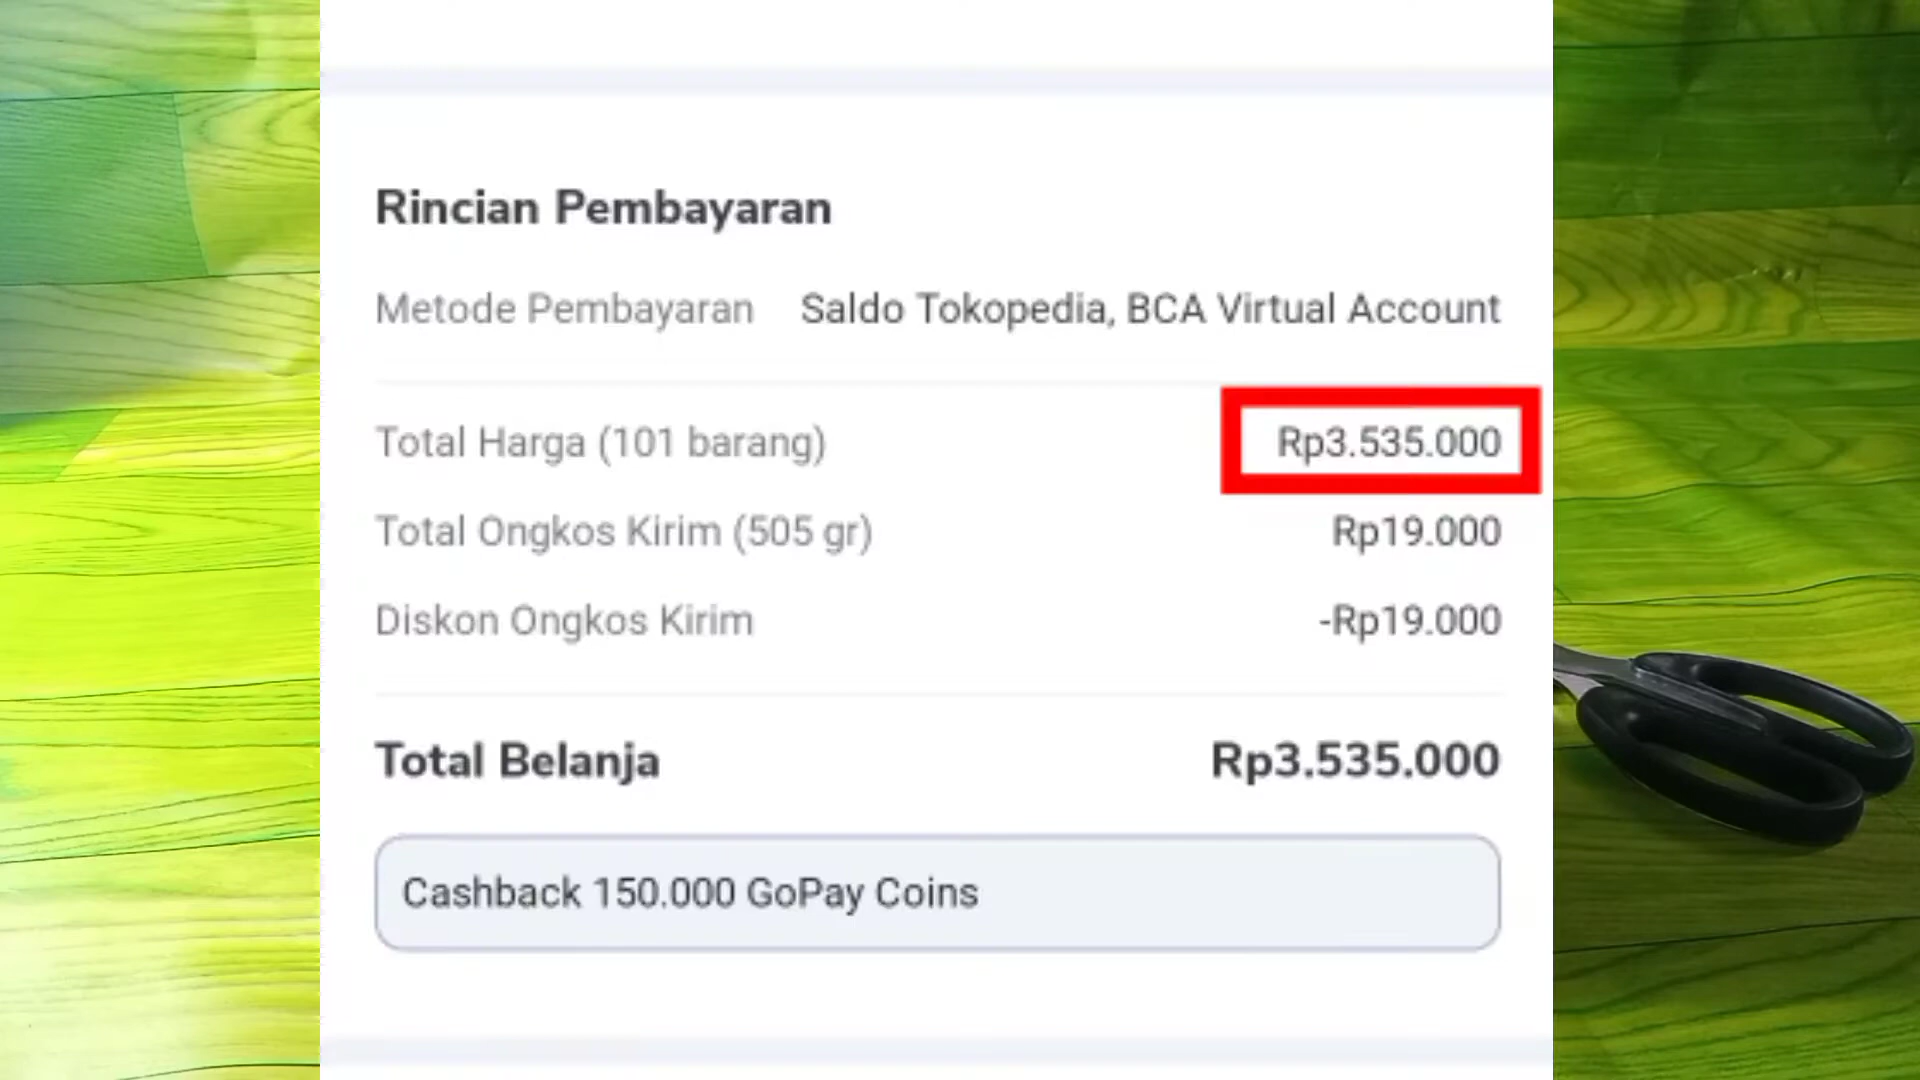 Rincian Pembayaran
Metode Pembayaran Saldo Tokopedia, BCA Virtual Account
Total Harga (101 barang) Rp3.535.000
Total Ongkos Kirim (505 gr) Rp19.000
Diskon Ongkos Kirim -Rp19.000
Total Belanja Rp3.535.000
Cashback 150.000 GoPay Coins